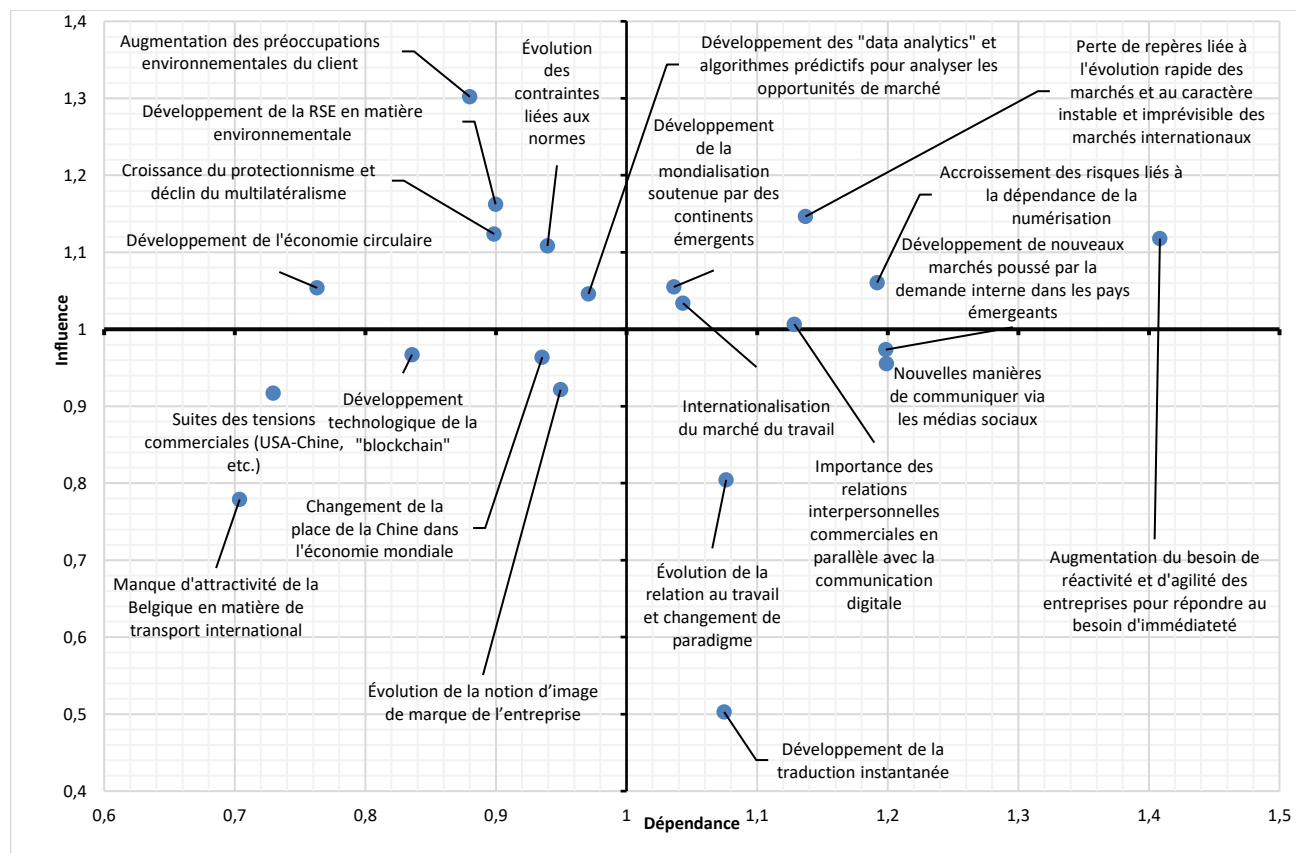 1,4
1,3
1,2
1,1
1
0,9
0,8
0,7
0,6
0,5
0,4
Influence
Augmentation des préoccupations
environnementales du client
Développement de la RSE en matière
environnementale
Croissance du protectionnisme et
déclin du multilatéralisme
Développement de l'économie circulaire
Évolution
des
contraintes
liées aux
normes
Développement des "data analytics" et
algorithmes prédictifs pour analyser les
opportunités de marché
Développement
de la
mondialisation
soutenue par des
continents
émergents
Perte de repères liée à
l'évolution rapide des
marchés et au caractère
instable et imprévisible des
marchés internationaux
Accroissement des risques liés à
la dépendance de la
numérisation
Développement de nouveaux
marchés poussé par la
demande interne dans les pays
émergeants
Suites des tensions
commerciales (USA-Chine,
etc.)
Développement
technologique de la
"blockchain"
Internationalisation
du marché du travail
Nouvelles manières
de communiquer via
les médias sociaux
Changement de la
place de la Chine dans
l'économie mondiale
Importance des
relations
interpersonnelles
commerciales en
parallèle avec la
communication
digitale
Manque d'attractivité de la
Belgique en matière de
transport international
Évolution de la
relation au travail
et changement de
paradigme
Augmentation du besoin de
réactivité et d'agilité des
entreprises pour répondre au
besoin d'immédiateté
Évolution de la notion d’image
de marque de l’entreprise
Développement de la
traduction instantanée
0,6
0,7
0,8
0,9
1
1,1
1,2
1,3
1,4
1,5
Dépendance